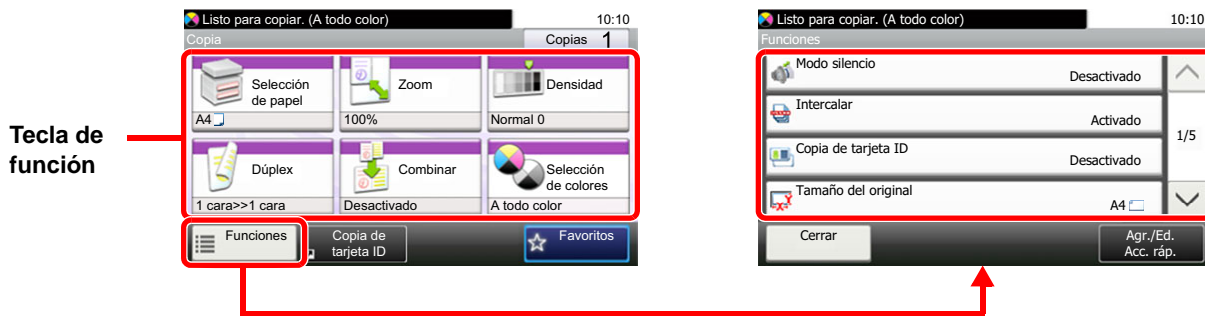 Listo para copiar. (A todo color) 10:10
Copia Copias 1
Selección
de papel
A4
Zoom
100%
Densidad
Normal 0
Dúplex
1 cara>>1 cara
Combinar
Desactivado
Selección
de colores
A todo color
Funciones
Copia de
tarjeta ID
Favoritos
Tecla de
función
Listo para copiar. (A todo color) 10:10
Funciones
Modo silencio
Desactivado
Intercalar
Activado
Copia de tarjeta ID
Desactivado
Tamaño del original
A4
1/5
Cerrar
Agr./Ed.
Acc. ráp.